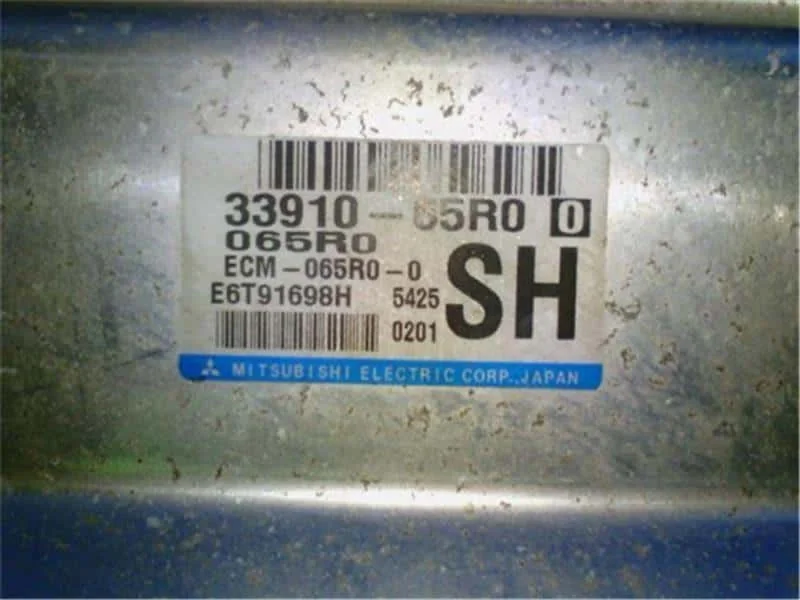 33910-65R0 0
065R0
ECM-065R0-0
E6T91698H 5425
SH
0201
MITSUBISHI ELECTRIC CORP., JAPAN